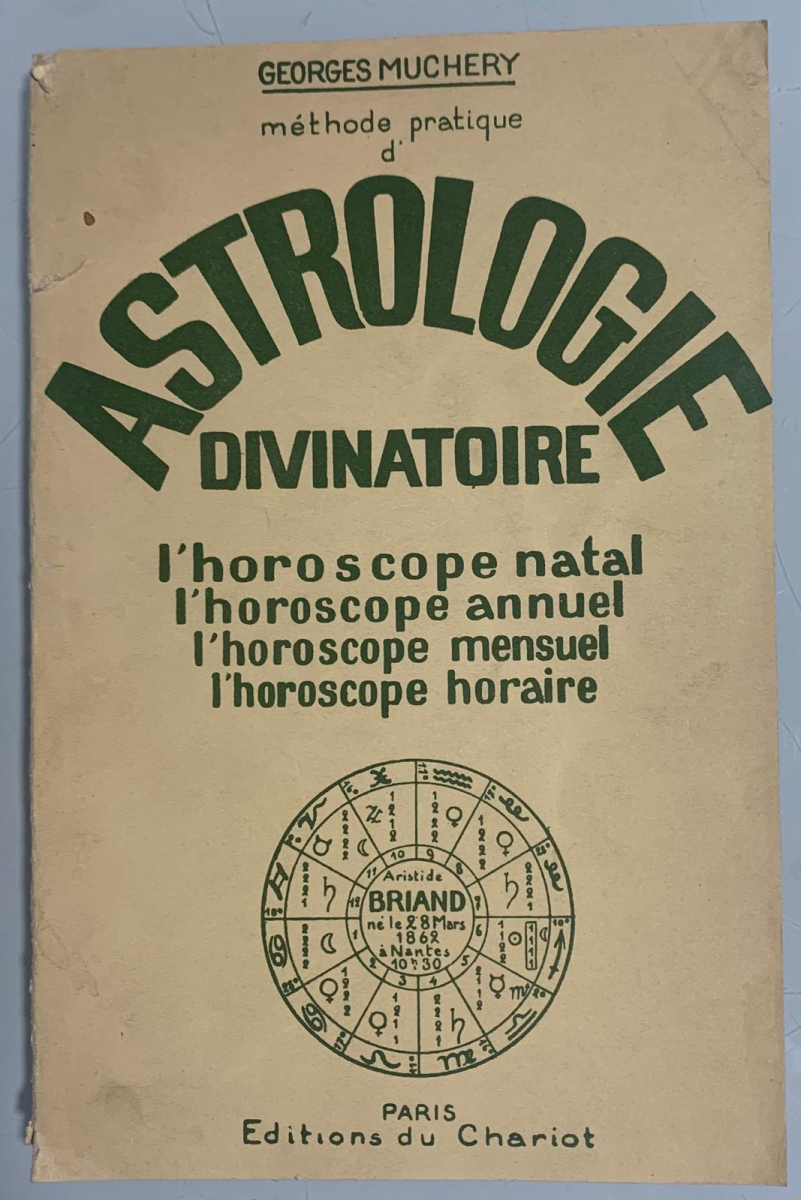 GEORGES MUCHERY
méthode pratique
d'
ASTROLOGIE
DIVINATOIRE
l'horoscope natal
l'horoscope annuel
l'horoscope mensuel
l'horoscope horaire
Aristide
BRIAND
né le 28 Mars
1862
à Nantes
10h30
PARIS
Editions du Chariot